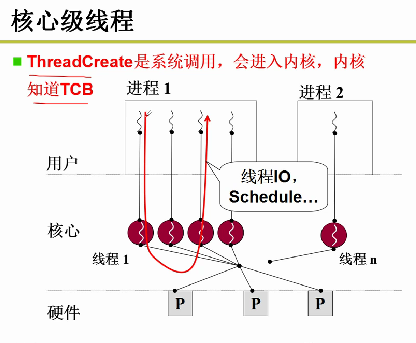 核心级线程
ThreadCreate是系统调用，会进入内核，内核
知道TCB
进程 1
进程 2
用户
线程IO，
Schedule…
核心
线程 1
线程 n
硬件
P
P
P